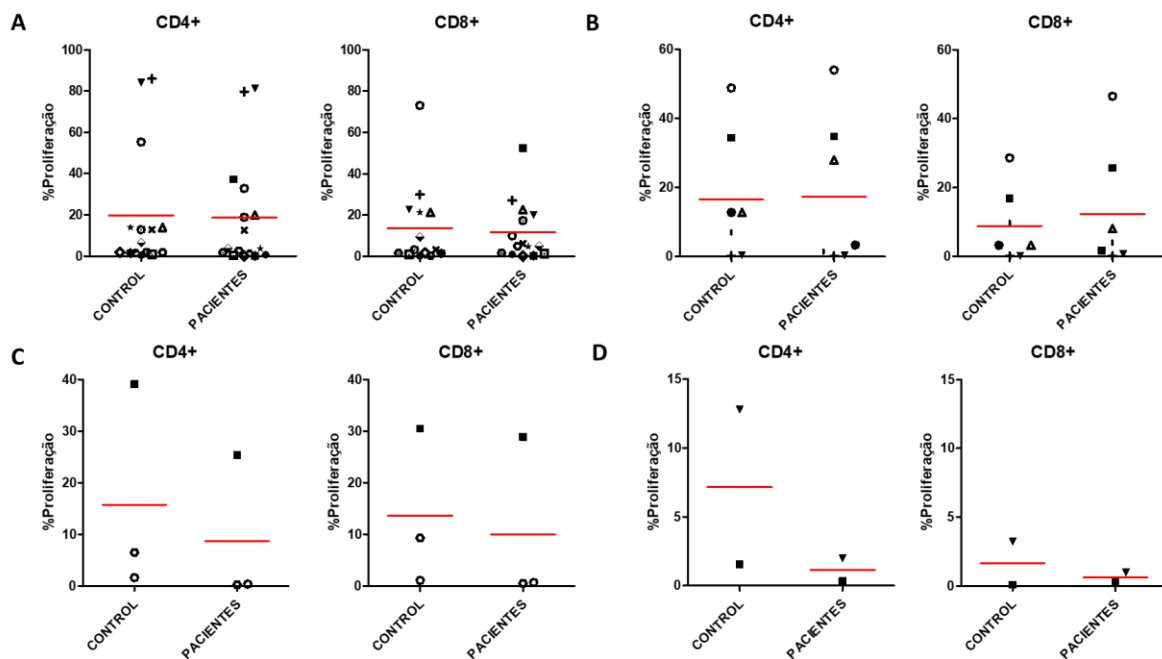 A
CD4+
%Proliferação
100
80
60
40
20
0
CONTROL
PACIENTES
CD8+
%Proliferação
100
80
60
40
20
0
CONTROL
PACIENTES
B
CD4+
%Proliferação
60
40
20
0
CONTROL
PACIENTES
CD8+
%Proliferação
60
40
20
0
CONTROL
PACIENTES
C
CD4+
%Proliferação
40
30
20
10
0
CONTROL
PACIENTES
CD8+
%Proliferação
40
30
20
10
0
CONTROL
PACIENTES
D
CD4+
%Proliferação
15
10
5
0
CONTROL
PACIENTES
CD8+
%Proliferação
15
10
5
0
CONTROL
PACIENTES